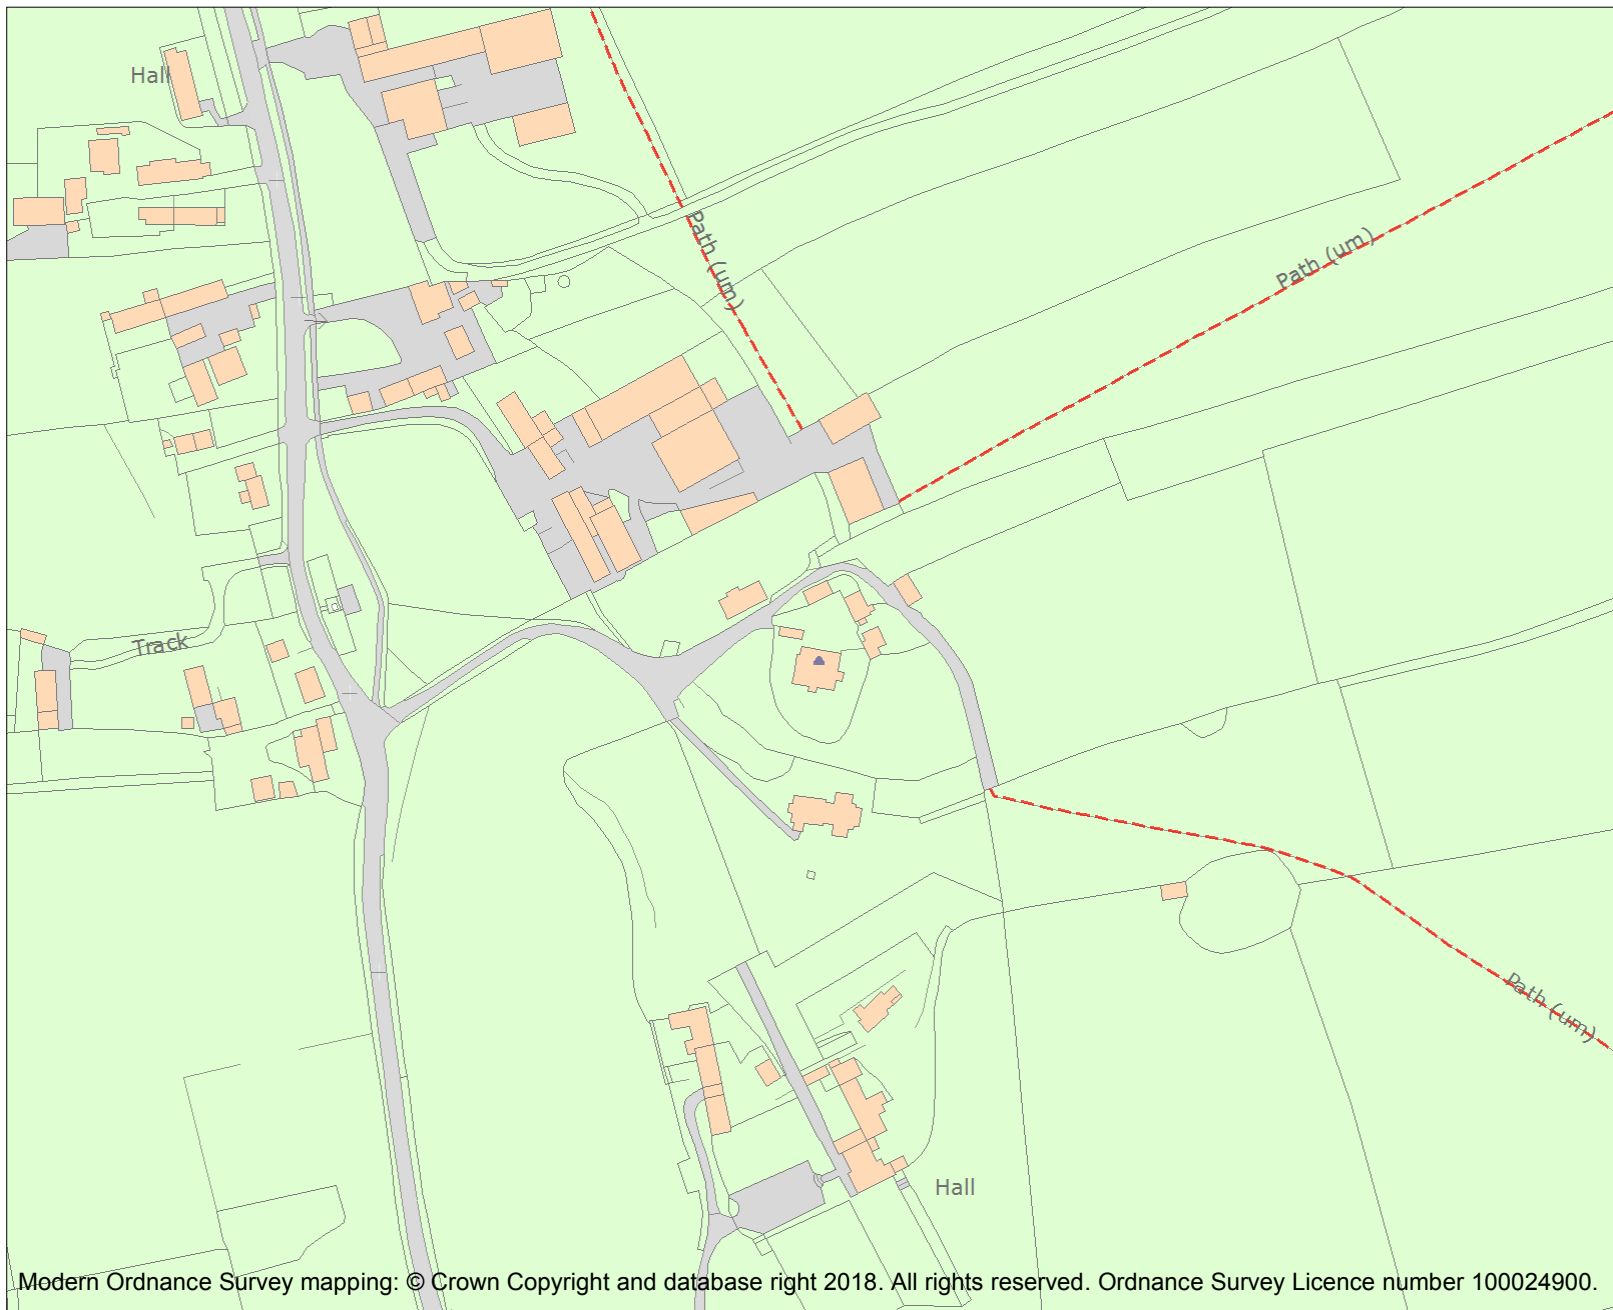 Hall
Path (um)
Path (um)
Track
Path (um)
Hall
Modern Ordnance Survey mapping: © Crown Copyright and database right 2018. All rights reserved. Ordnance Survey Licence number 100024900.